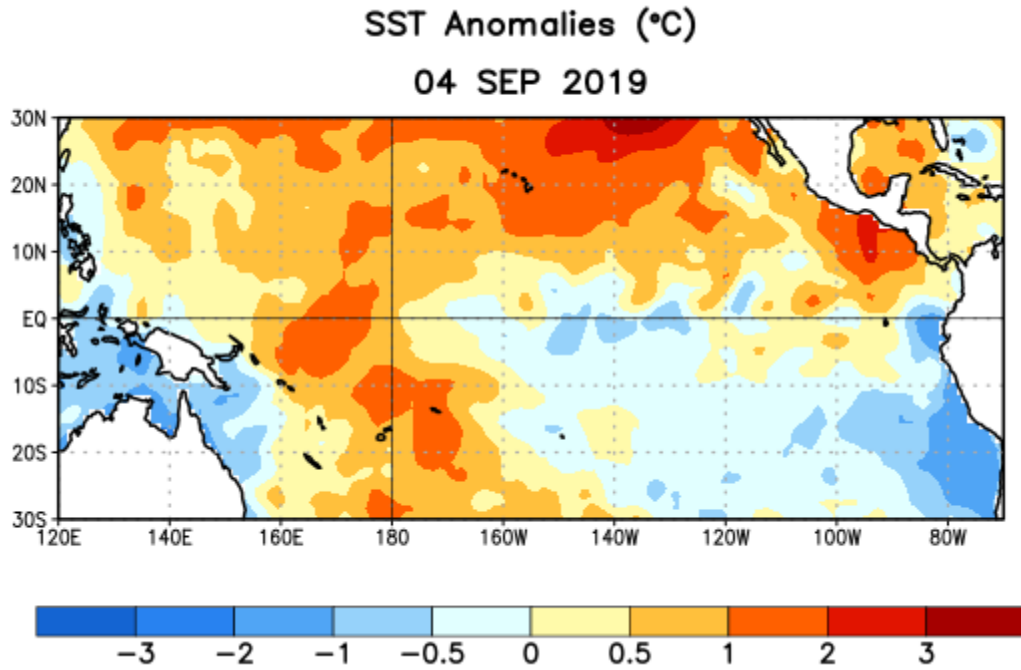 SST Anomalies (°C)
04 SEP 2019
30N
20N
10N
EQ
10S
20S
30S
120E 140E 160E 180 160W 140W 120W 100W 80W
−3 −2 −1 −0.5 0 0.5 1 2 3